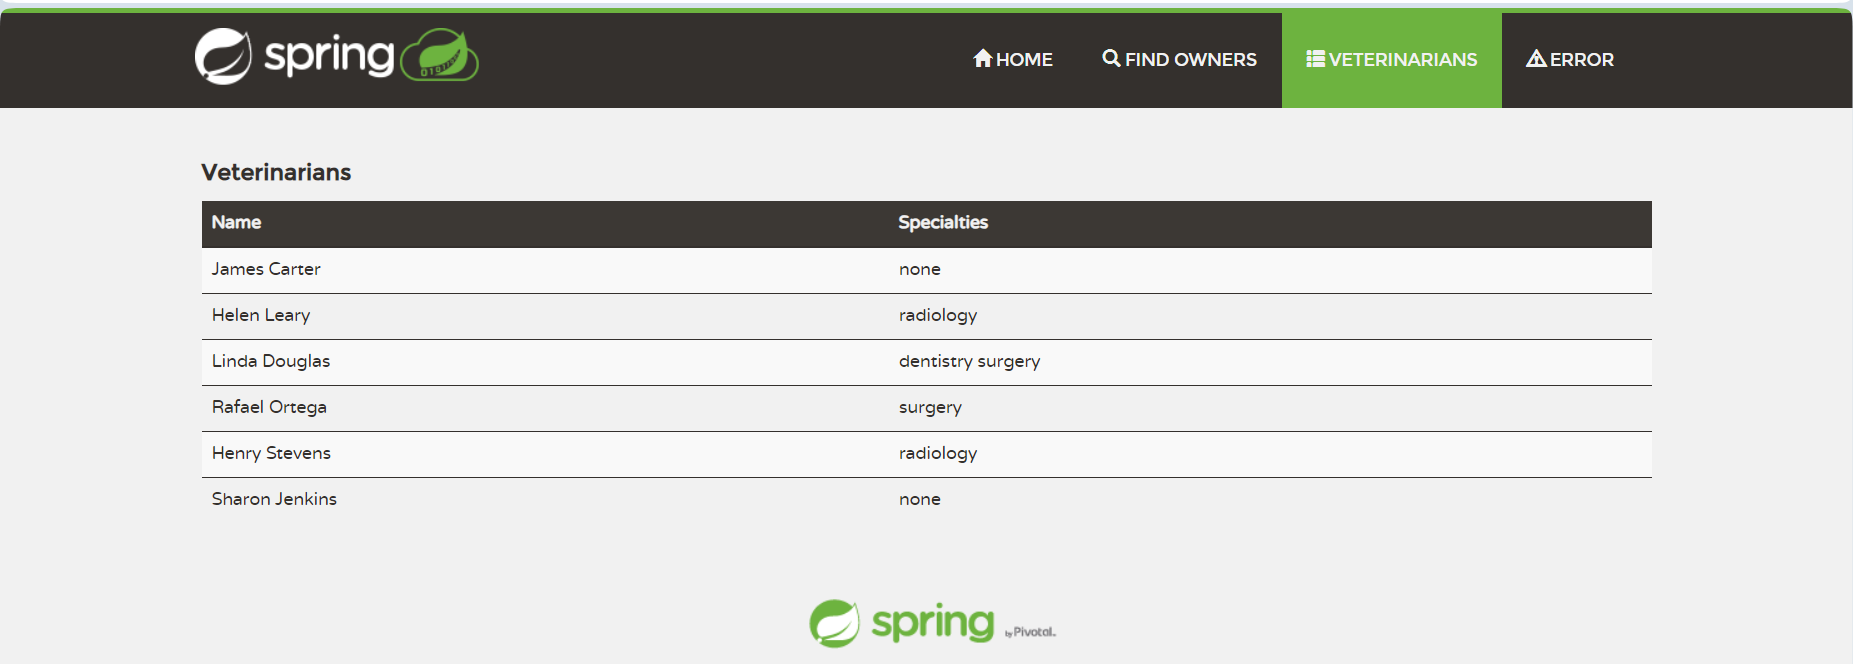 spring
HOME FIND OWNERS VETERINARIANS ERROR
Veterinarians
Name Specialties
James Carter none
Helen Leary radiology
Linda Douglas dentistry surgery
Rafael Ortega surgery
Henry Stevens radiology
Sharon Jenkins none
spring by Pivotal.